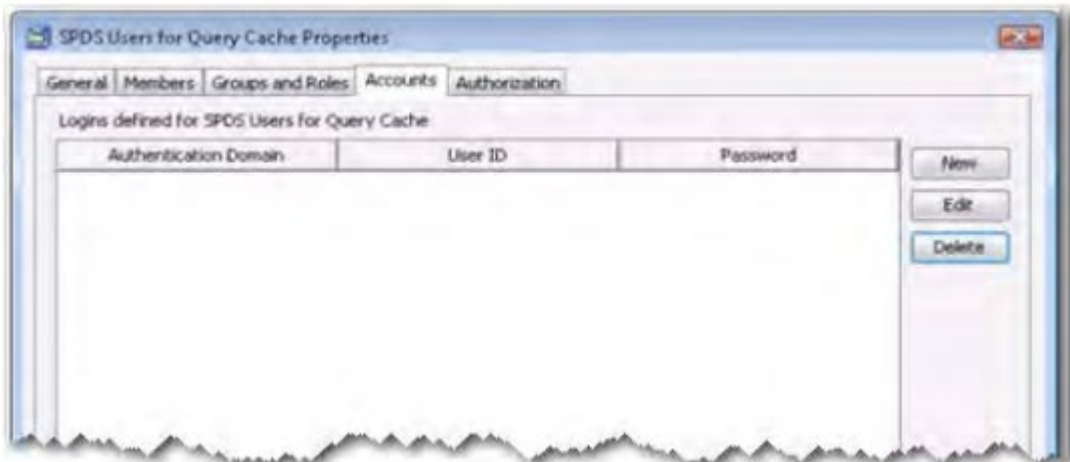 SPDS Users for Query Cache Properties
General Members Groups and Roles Accounts Authorization
Logins defined for SPDS Users for Query Cache
Authentication Domain User ID Password
New
Edit
Delete